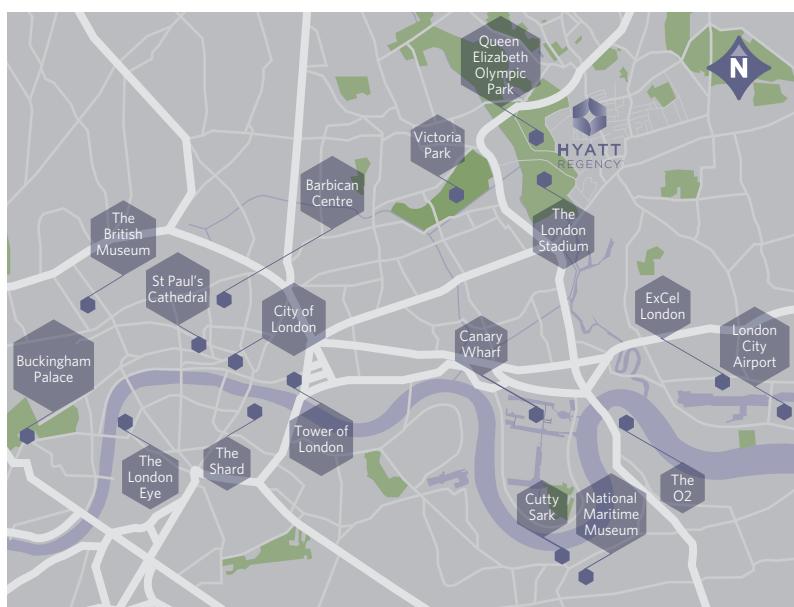 Queen
Elizabeth
Olympic
Park
N
HYATT
REGENCY
Victoria
Park
Barbican
Centre
The
British
Museum
The
London
Stadium
St Paul's
Cathedral
City of
London
ExCel
London
London
City
Airport
Canary
Wharf
Buckingham
Palace
Tower of
London
The
London
Eye
The
Shard
The
O2
Cutty
Sark
National
Maritime
Museum